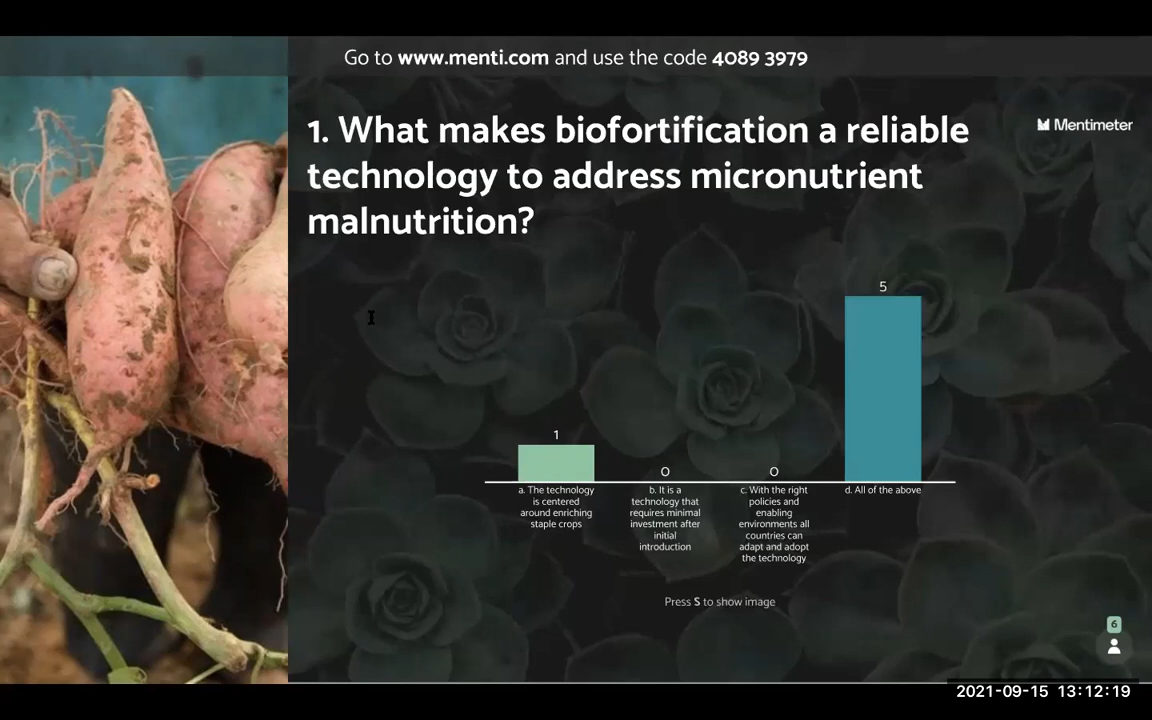 Go to www.menti.com and use the code 4089 3979
1. What makes biofortification a reliable
technology to address micronutrient
malnutrition?
Mentimeter
5
1
0
0
a. The technology
is centered
around enriching
staple crops
b. It is a
technology that
requires minimal
investment after
initial
introduction
c. With the right
policies and
enabling
environments all
countries can
adapt and adopt
the technology
d. All of the above
Press S to show image
6
2021-09-15 13:12:19